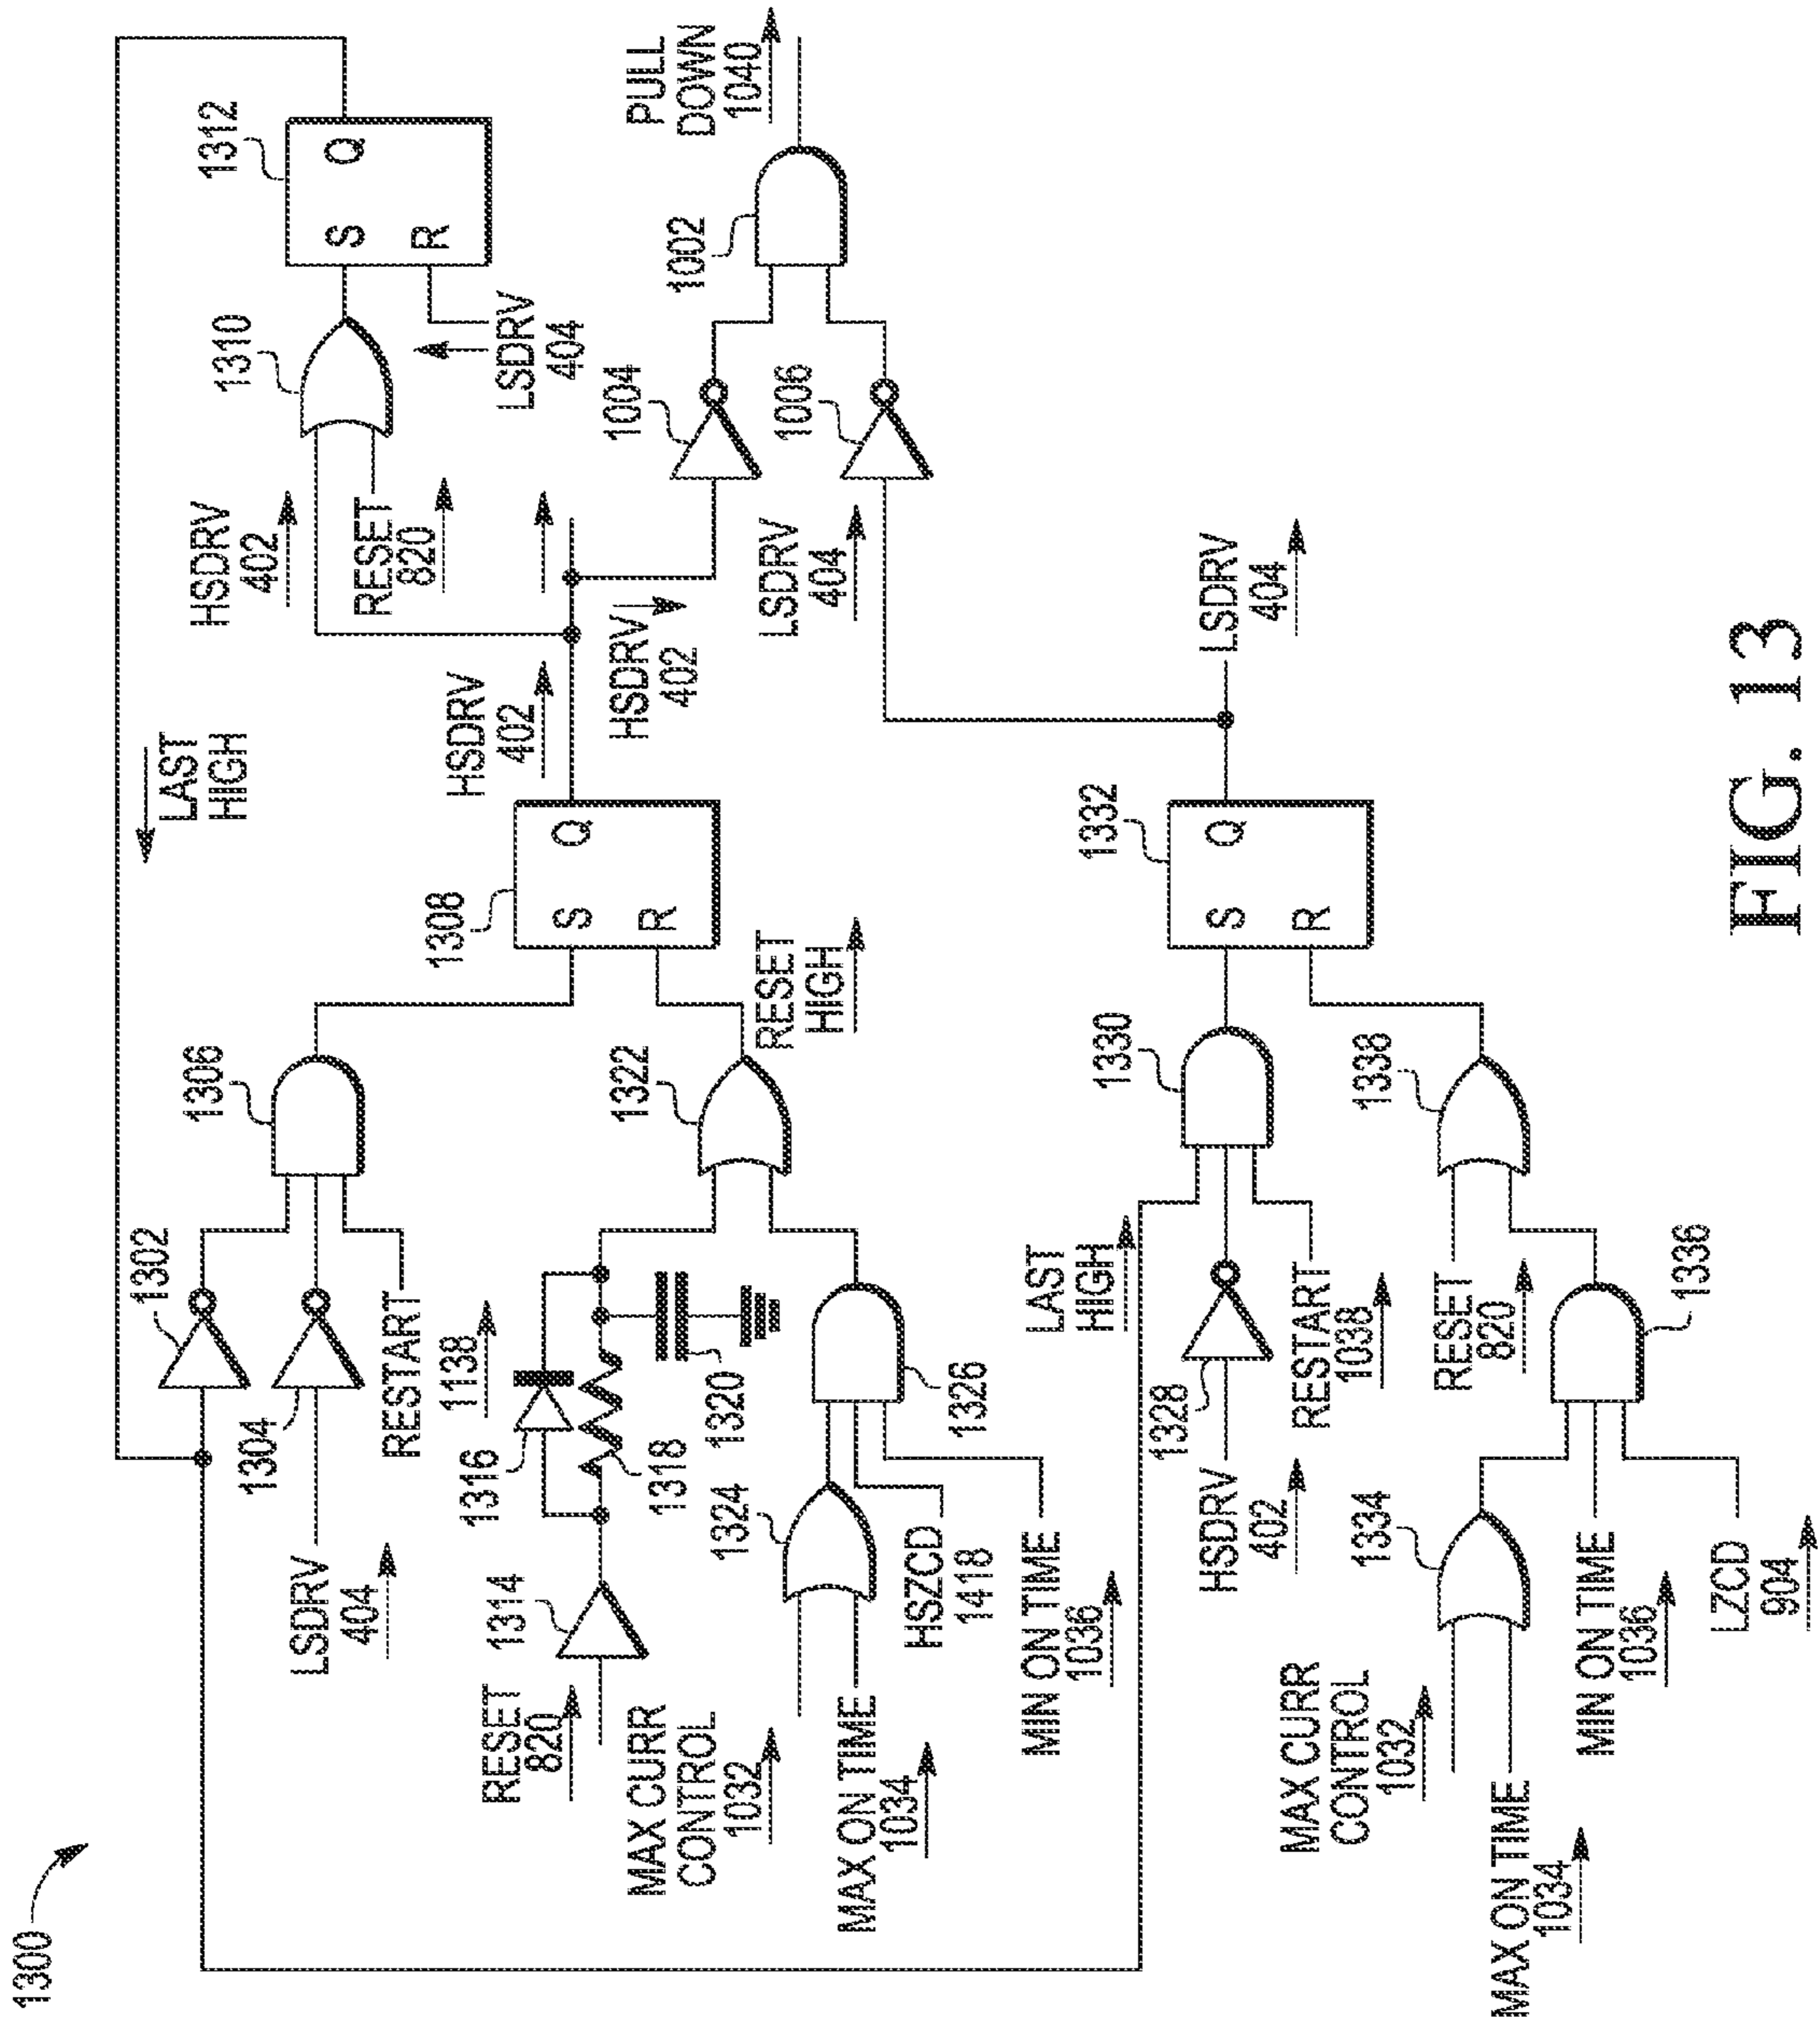 1300
LAST
HIGH
1302
1304
LSDRV
404
RESTART
1306
1308
S
Q
R
HSDRV
402
HSDRV
402
HSDRV
402
RESET
820
1310
1312
S
Q
R
LSDRV
404
RESET
820
1314
1316
1318
1138
1320
1322
RESET
HIGH
MAX CURR
CONTROL
1032
MAX ON TIME
1034
1324
HSZCD
1418
MIN ON TIME
1036
1326
1004
1006
LSDRV
404
1002
PULL
DOWN
1040
LAST
HIGH
HSDRV
402
1328
RESTART
1038
1330
1332
S
Q
R
LSDRV
404
MAX CURR
CONTROL
1032
MAX ON TIME
1034
1334
MIN ON TIME
1036
LZCD
904
1336
RESET
820
1338
FIG. 13